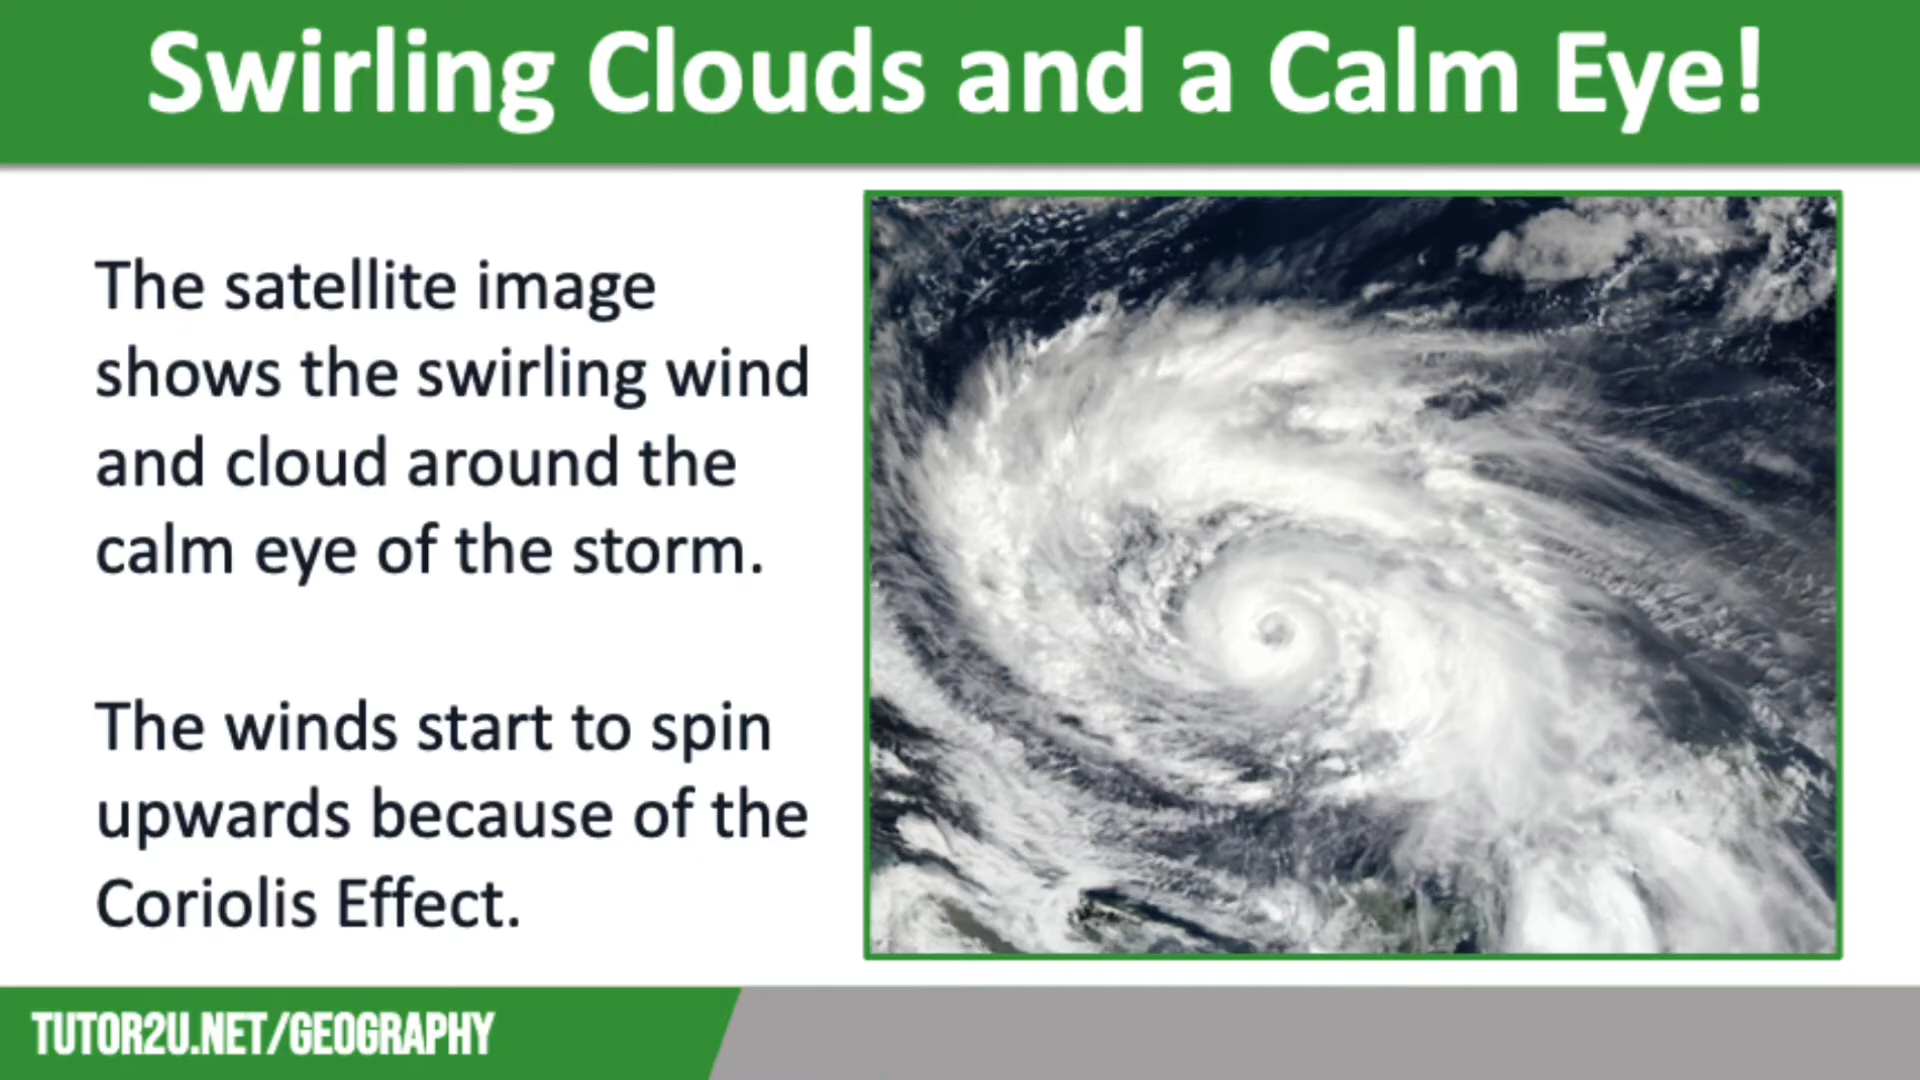 Swirling Clouds and a Calm Eye!
The satellite image
shows the swirling wind
and cloud around the
calm eye of the storm.
The winds start to spin
upwards because of the
Coriolis Effect.
TUTOR2U.NET/GEOGRAPHY